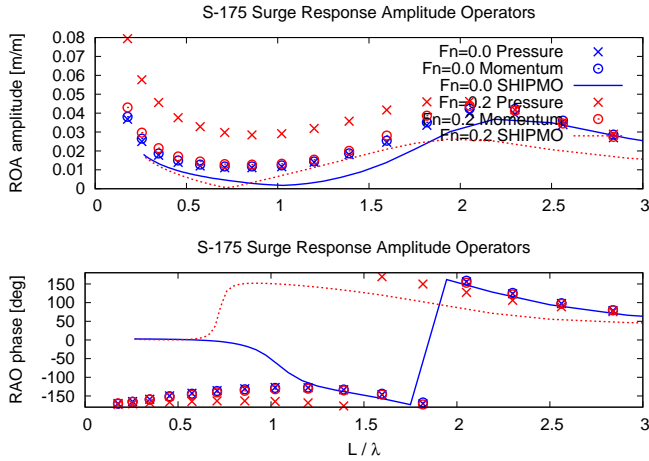 S-175 Surge Response Amplitude Operators
ROA amplitude [m/m]
0.08
0.07
0.06
0.05
0.04
0.03
0.02
0.01
0
Fn=0.0 Pressure
Fn=0.0 Momentum
Fn=0.0 SHIPMO
Fn=0.2 Pressure
Fn=0.2 Momentum
Fn=0.2 SHIPMO
0 0.5 1 1.5 2 2.5 3
S-175 Surge Response Amplitude Operators
RAO phase [deg]
150
100
50
0
-50
-100
-150
0 0.5 1 1.5 2 2.5 3
L / λ